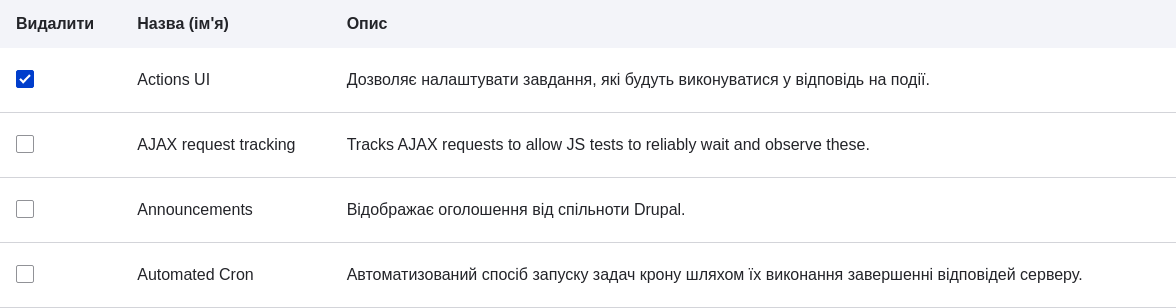 Видалити Назва (ім'я) Опис
Actions UI Дозволяє налаштувати завдання, які будуть виконуватися у відповідь на події.
AJAX request tracking Tracks AJAX requests to allow JS tests to reliably wait and observe these.
Announcements Відображає оголошення від спільноти Drupal.
Automated Cron Автоматизований спосіб запуску задач крону шляхом їх виконання завершенні відповідей серверу.